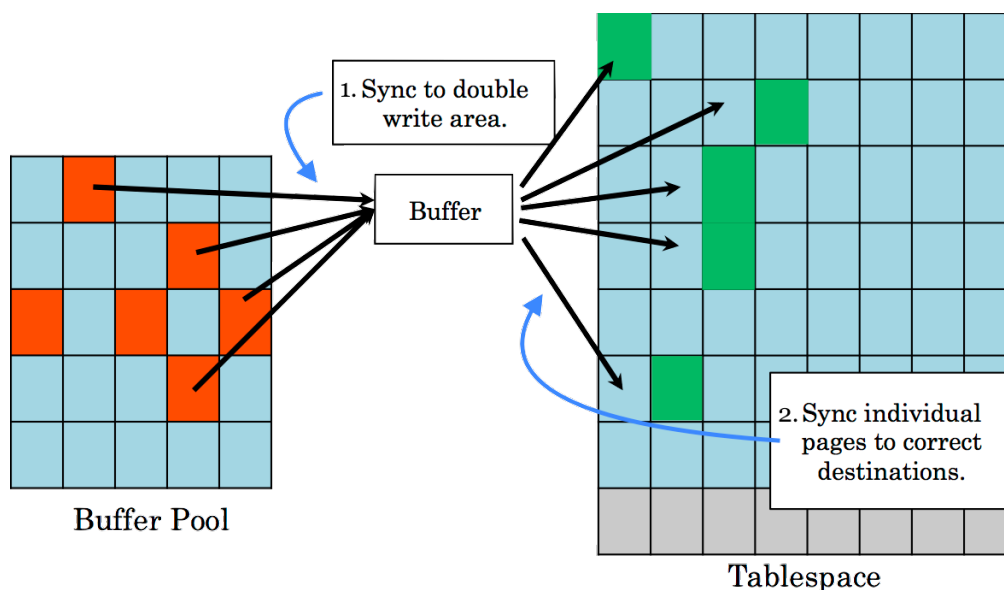 1. Sync to double
write area.
Buffer
2. Sync individual
pages to correct
destinations.
Buffer Pool
Tablespace